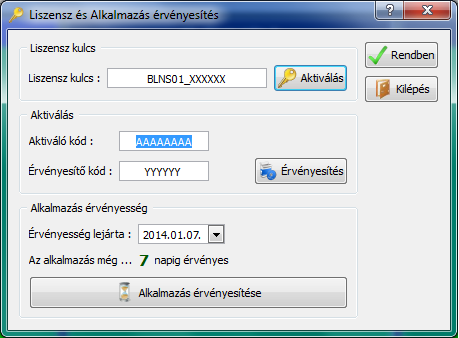 Liszensz és Alkalmazás érvényesítés
Liszensz kulcs
Liszensz kulcs : BLNS01_XXXXXX Aktiválás
Rendben
Kilépés
Aktiválás
Aktiváló kód : AAAAAAAA
Érvényesítő kód : YYYYYY Érvényesítés
Alkalmazás érvényesség
Érvényesség lejárta : 2014.01.07.
Az alkalmazás még ... 7 napig érvényes
Alkalmazás érvényesítése